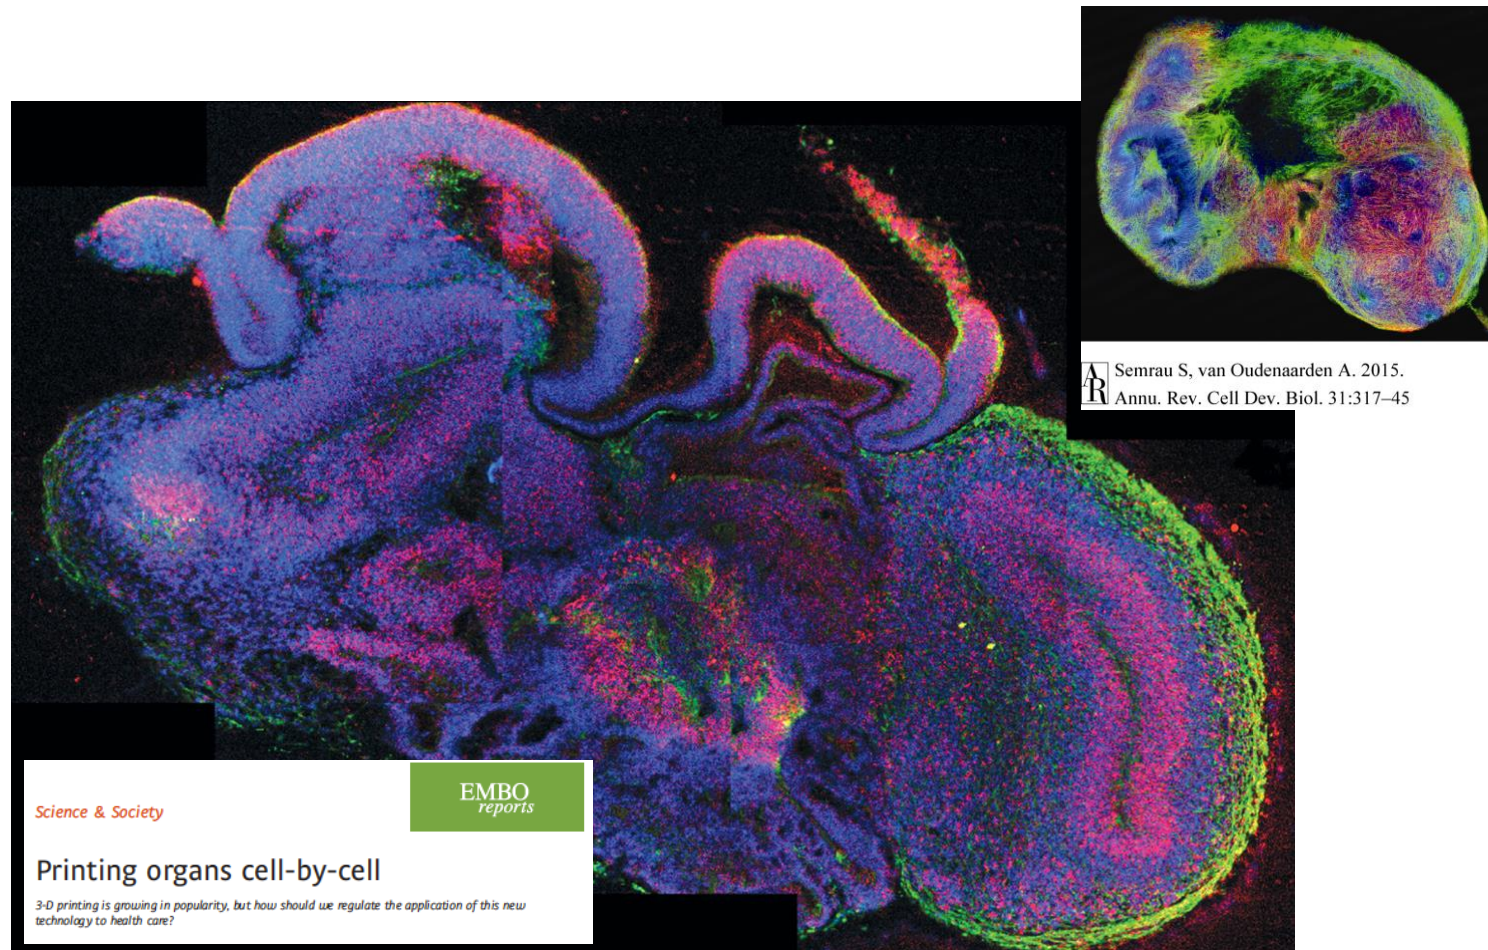 AR
Semrau S, van Oudenaarden A. 2015.
Annu. Rev. Cell Dev. Biol. 31:317–45
EMBO
reports
Science & Society
Printing organs cell-by-cell
3-D printing is growing in popularity, but how should we regulate the application of this new
technology to health care?